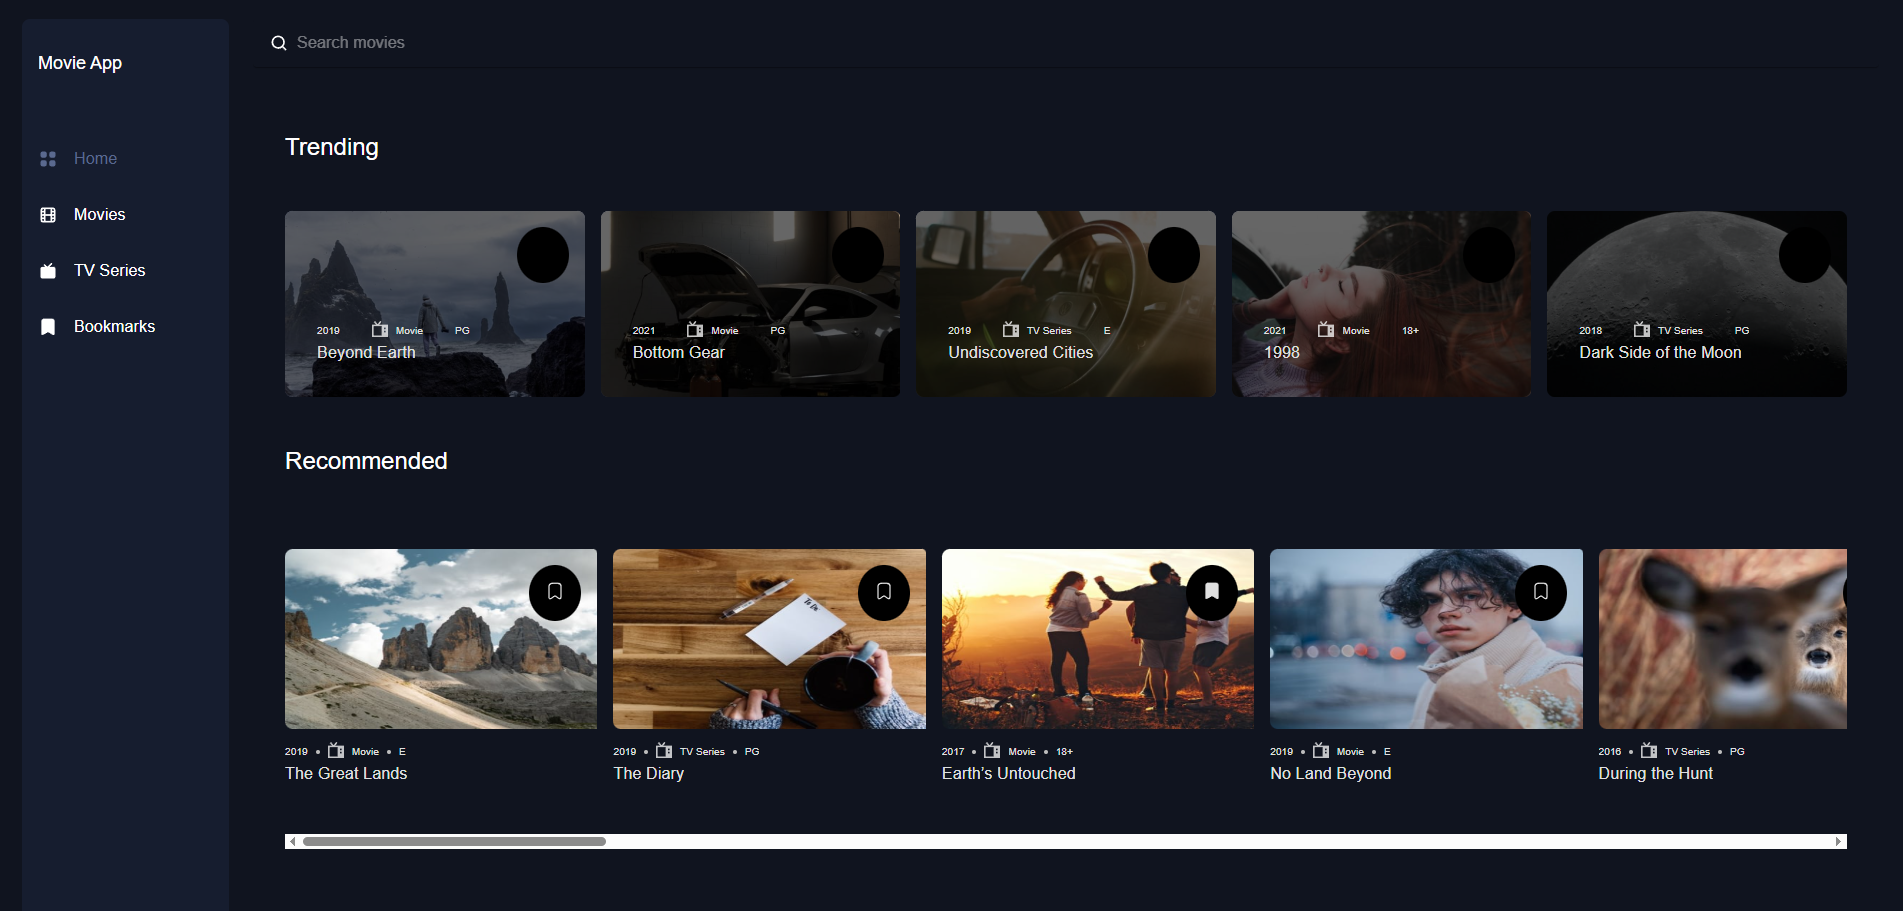 Movie App
Search movies
Home
Movies
TV Series
Bookmarks
Trending
2019 Movie PG
Beyond Earth
2021 Movie PG
Bottom Gear
2019 TV Series E
Undiscovered Cities
2021 Movie 18+
1998
2018 TV Series PG
Dark Side of the Moon
Recommended
To Do
2019 • Movie • E
The Great Lands
2019 • TV Series • PG
The Diary
2017 • Movie • 18+
Earth’s Untouched
2019 • Movie • E
No Land Beyond
2016 • TV Series • PG
During the Hunt